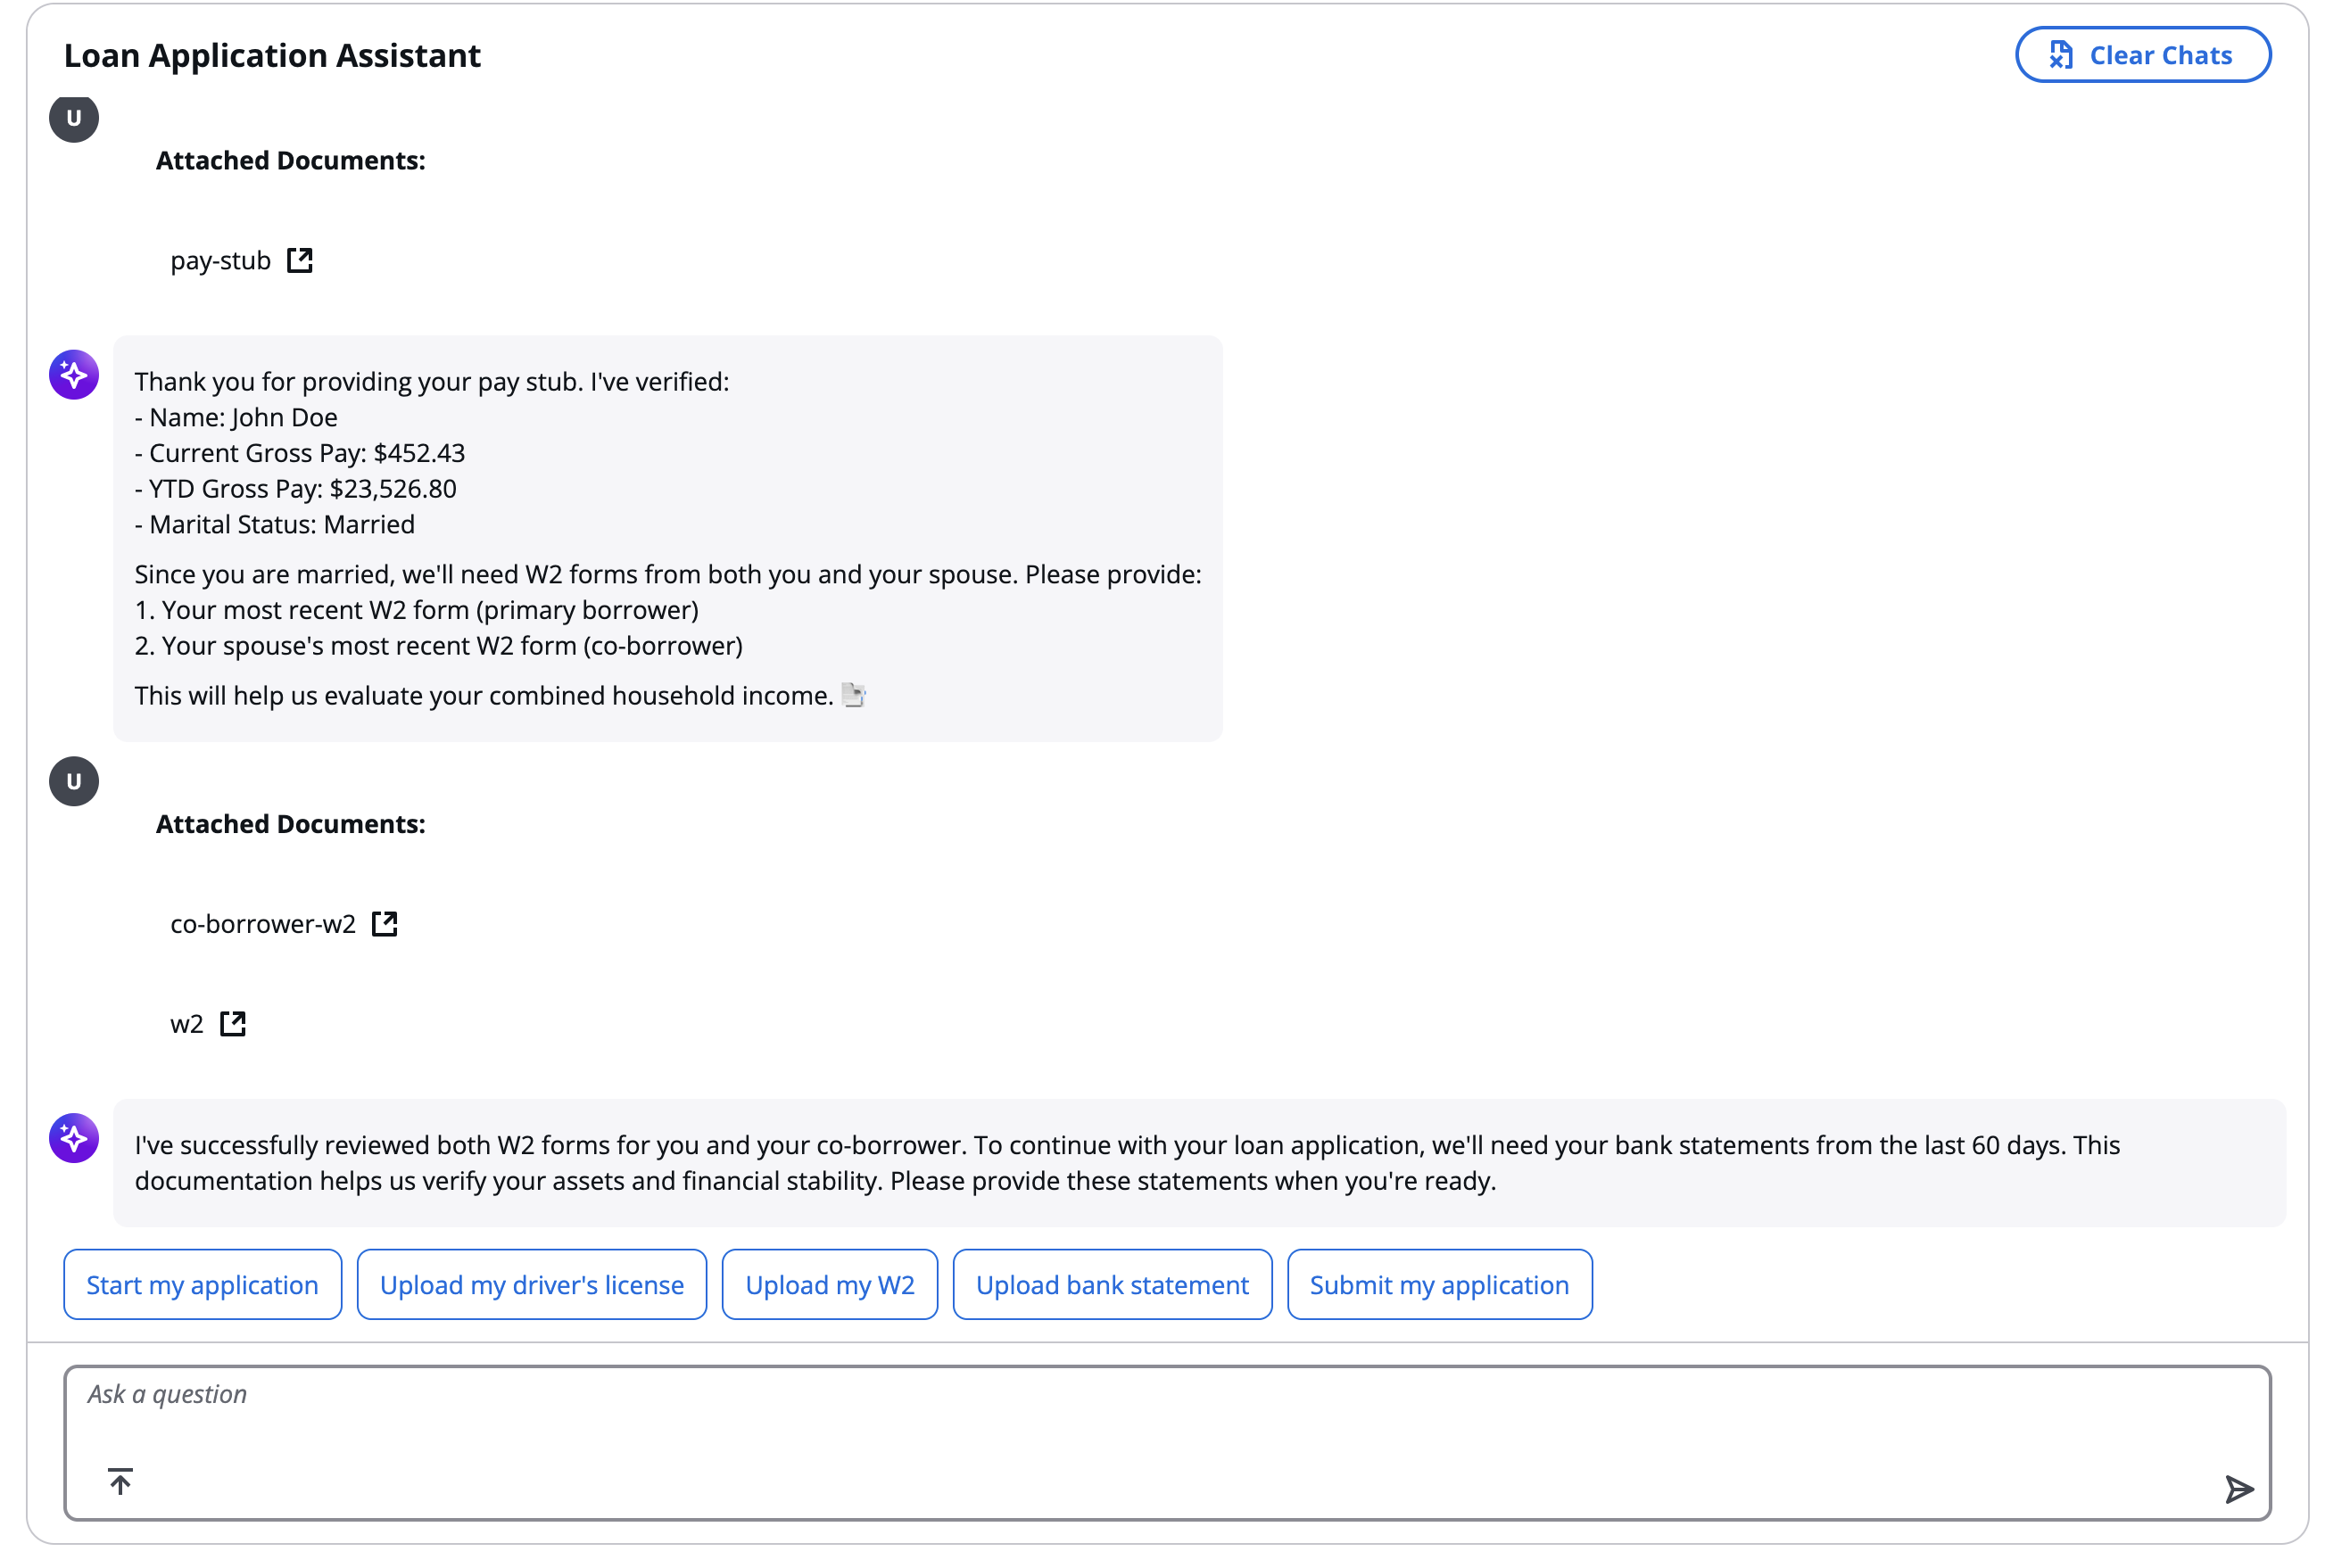 Loan Application Assistant
Clear Chats
U
Attached Documents:
pay-stub
Thank you for providing your pay stub. I've verified:
- Name: John Doe
- Current Gross Pay: $452.43
- YTD Gross Pay: $23,526.80
- Marital Status: Married
Since you are married, we'll need W2 forms from both you and your spouse. Please provide:
1. Your most recent W2 form (primary borrower)
2. Your spouse's most recent W2 form (co-borrower)
This will help us evaluate your combined household income.
U
Attached Documents:
co-borrower-w2
w2
I've successfully reviewed both W2 forms for you and your co-borrower. To continue with your loan application, we'll need your bank statements from the last 60 days. This
documentation helps us verify your assets and financial stability. Please provide these statements when you're ready.
Start my application
Upload my driver's license
Upload my W2
Upload bank statement
Submit my application
Ask a question